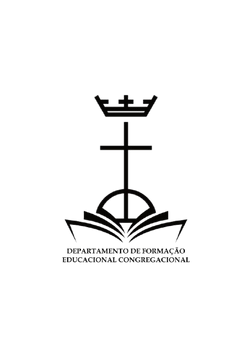 DEPARTAMENTO DE FORMAÇÃO
EDUCACIONAL CONGREGACIONAL